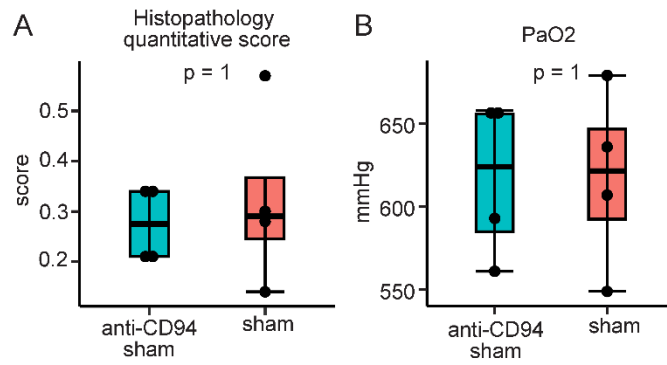 A
Histopathology
quantitative score
p = 1
score
0.5
0.4
0.3
0.2
anti-CD94
sham
sham
B
PaO2
p = 1
mmHg
650
600
550
anti-CD94
sham
sham